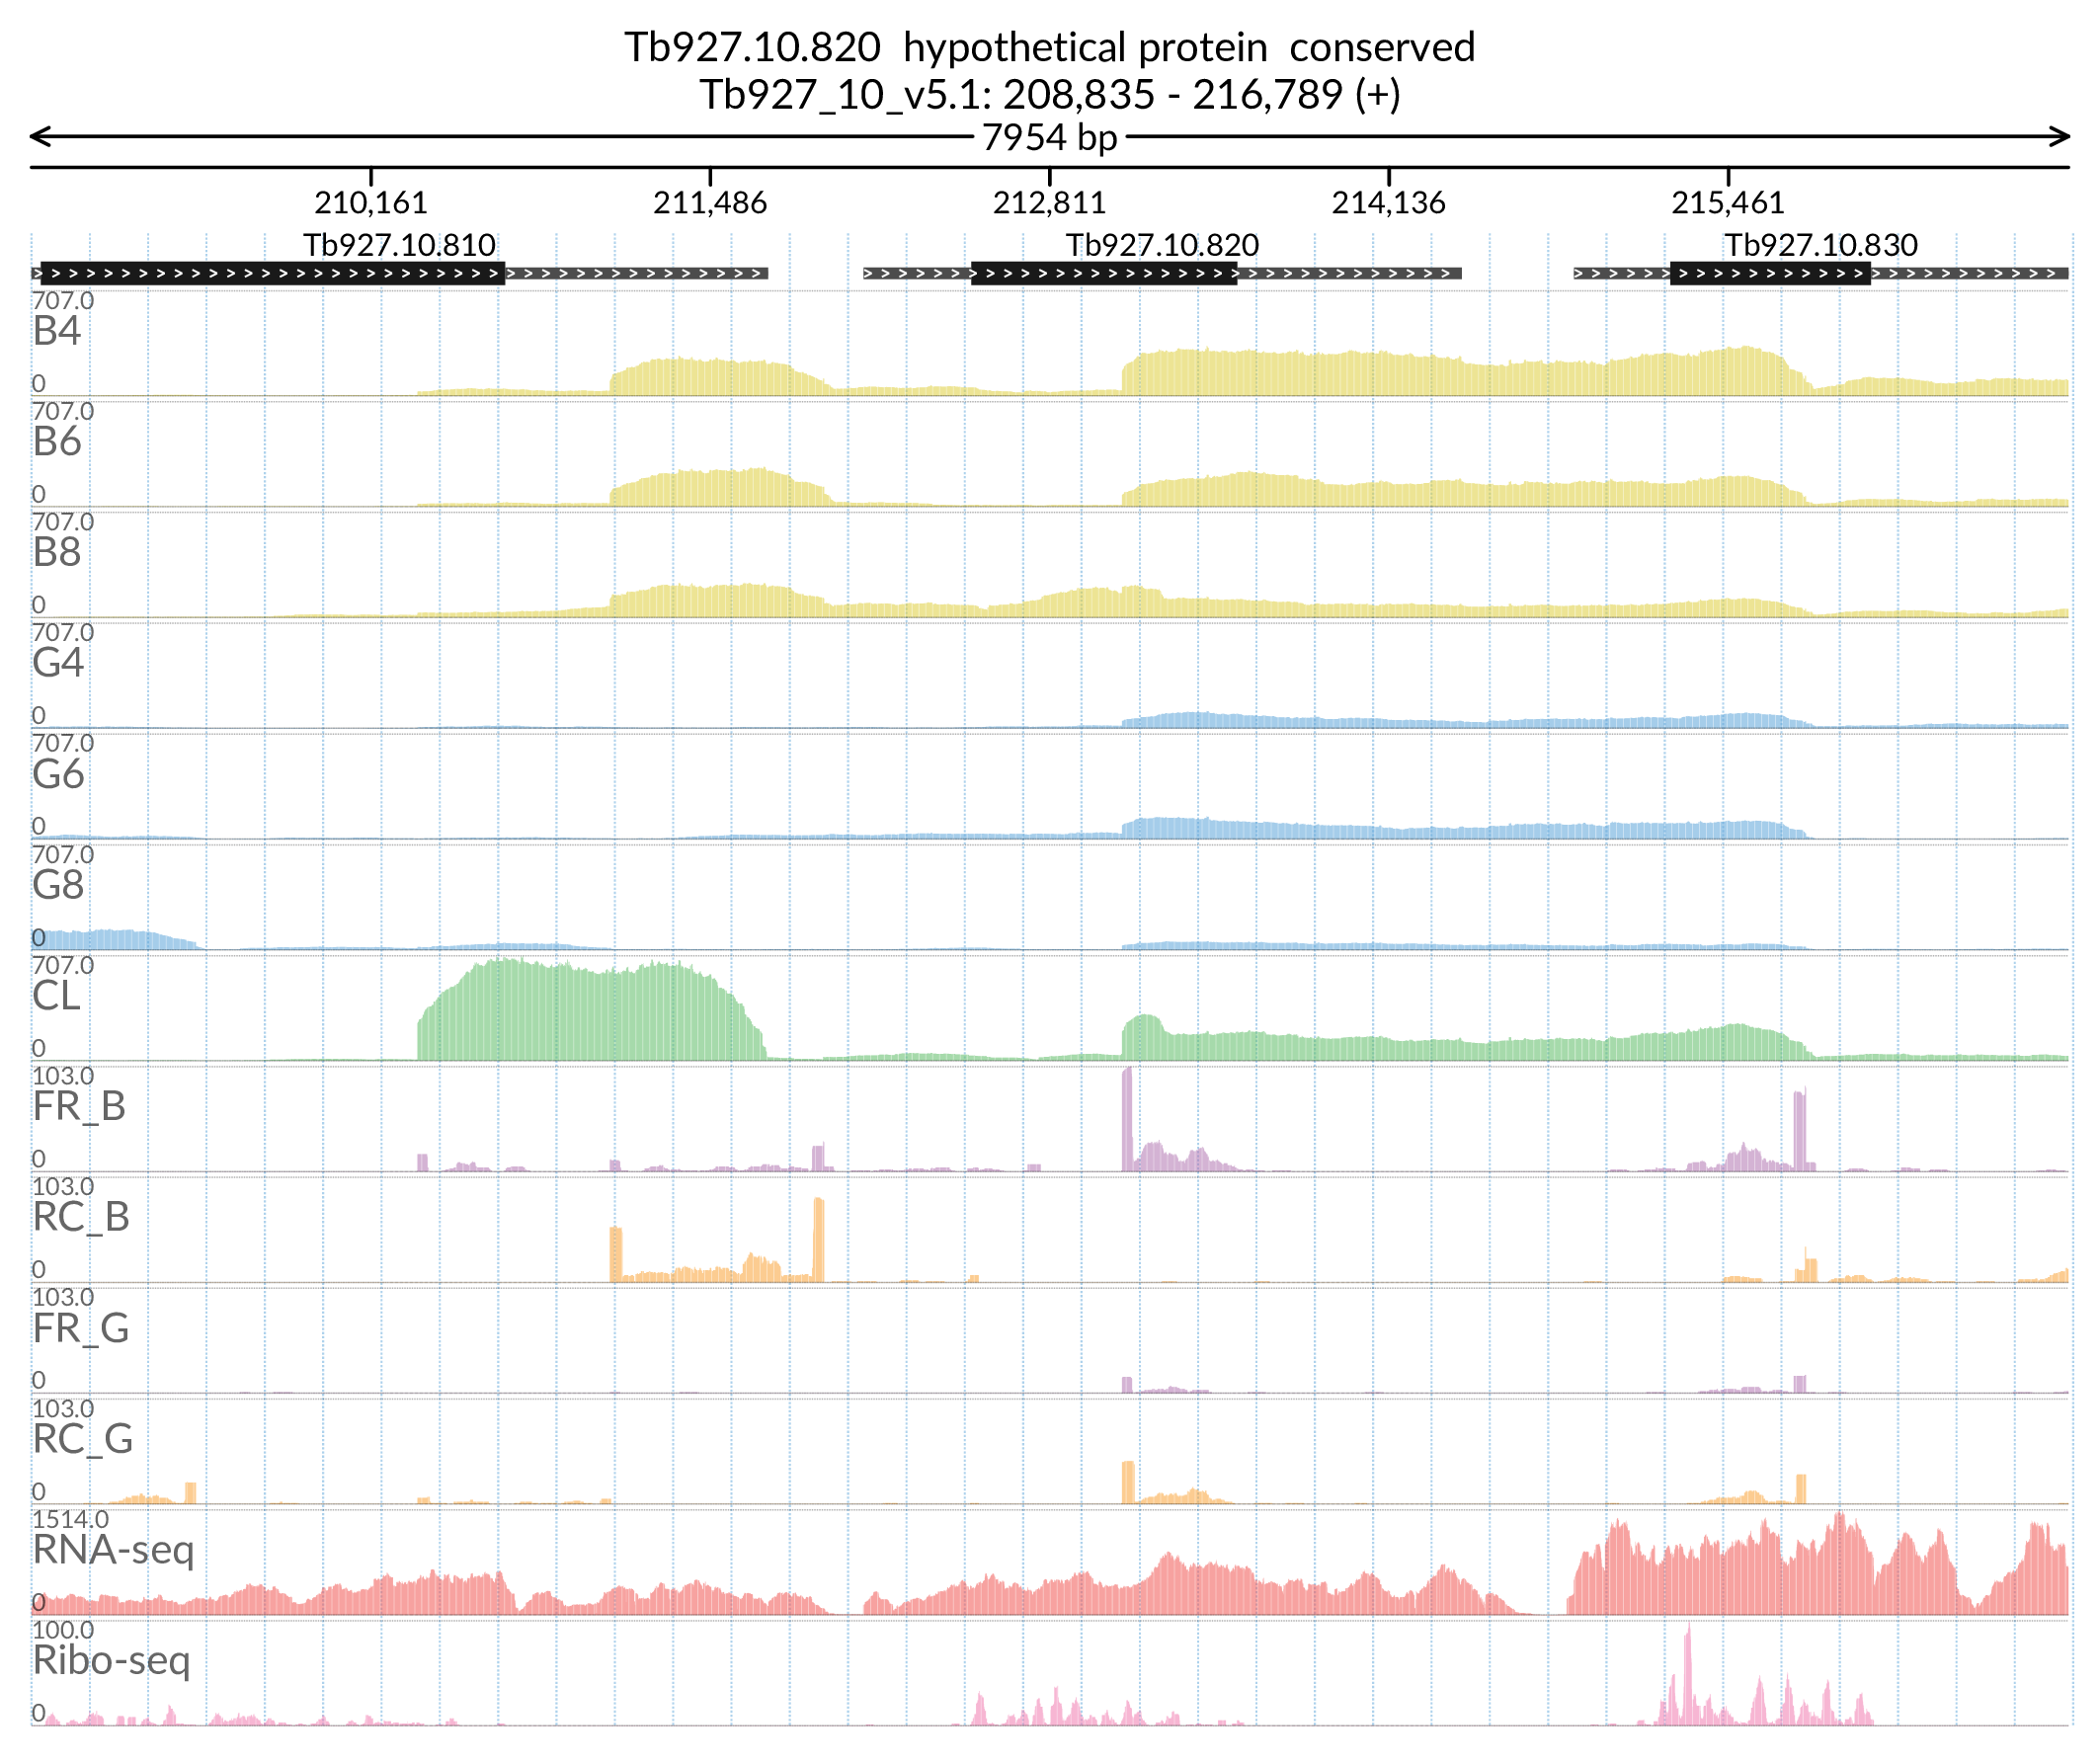 Tb927.10.820 hypothetical protein conserved
Tb927_10_v5.1: 208,835 - 216,789 (+)
7954 bp
210,161 211,486 212,811 214,136 215,461
Tb927.10.810 Tb927.10.820 Tb927.10.830
707.0
B4
0
707.0
B6
0
707.0
B8
0
707.0
G4
0
707.0
G6
0
707.0
G8
0
707.0
CL
0
103.0
FR_B
0
103.0
RC_B
0
103.0
FR_G
0
103.0
RC_G
0
1514.0
RNA-seq
0
100.0
Ribo-seq
0